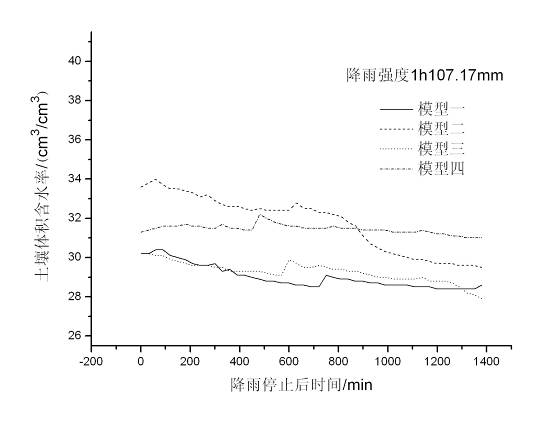 40
38
36
34
32
30
28
26
土壤体积含水率/(cm³/cm³)
降雨强度1h107.17mm
模型一
模型二
模型三
模型四
-200 0 200 400 600 800 1000 1200 1400
降雨停止后时间/min